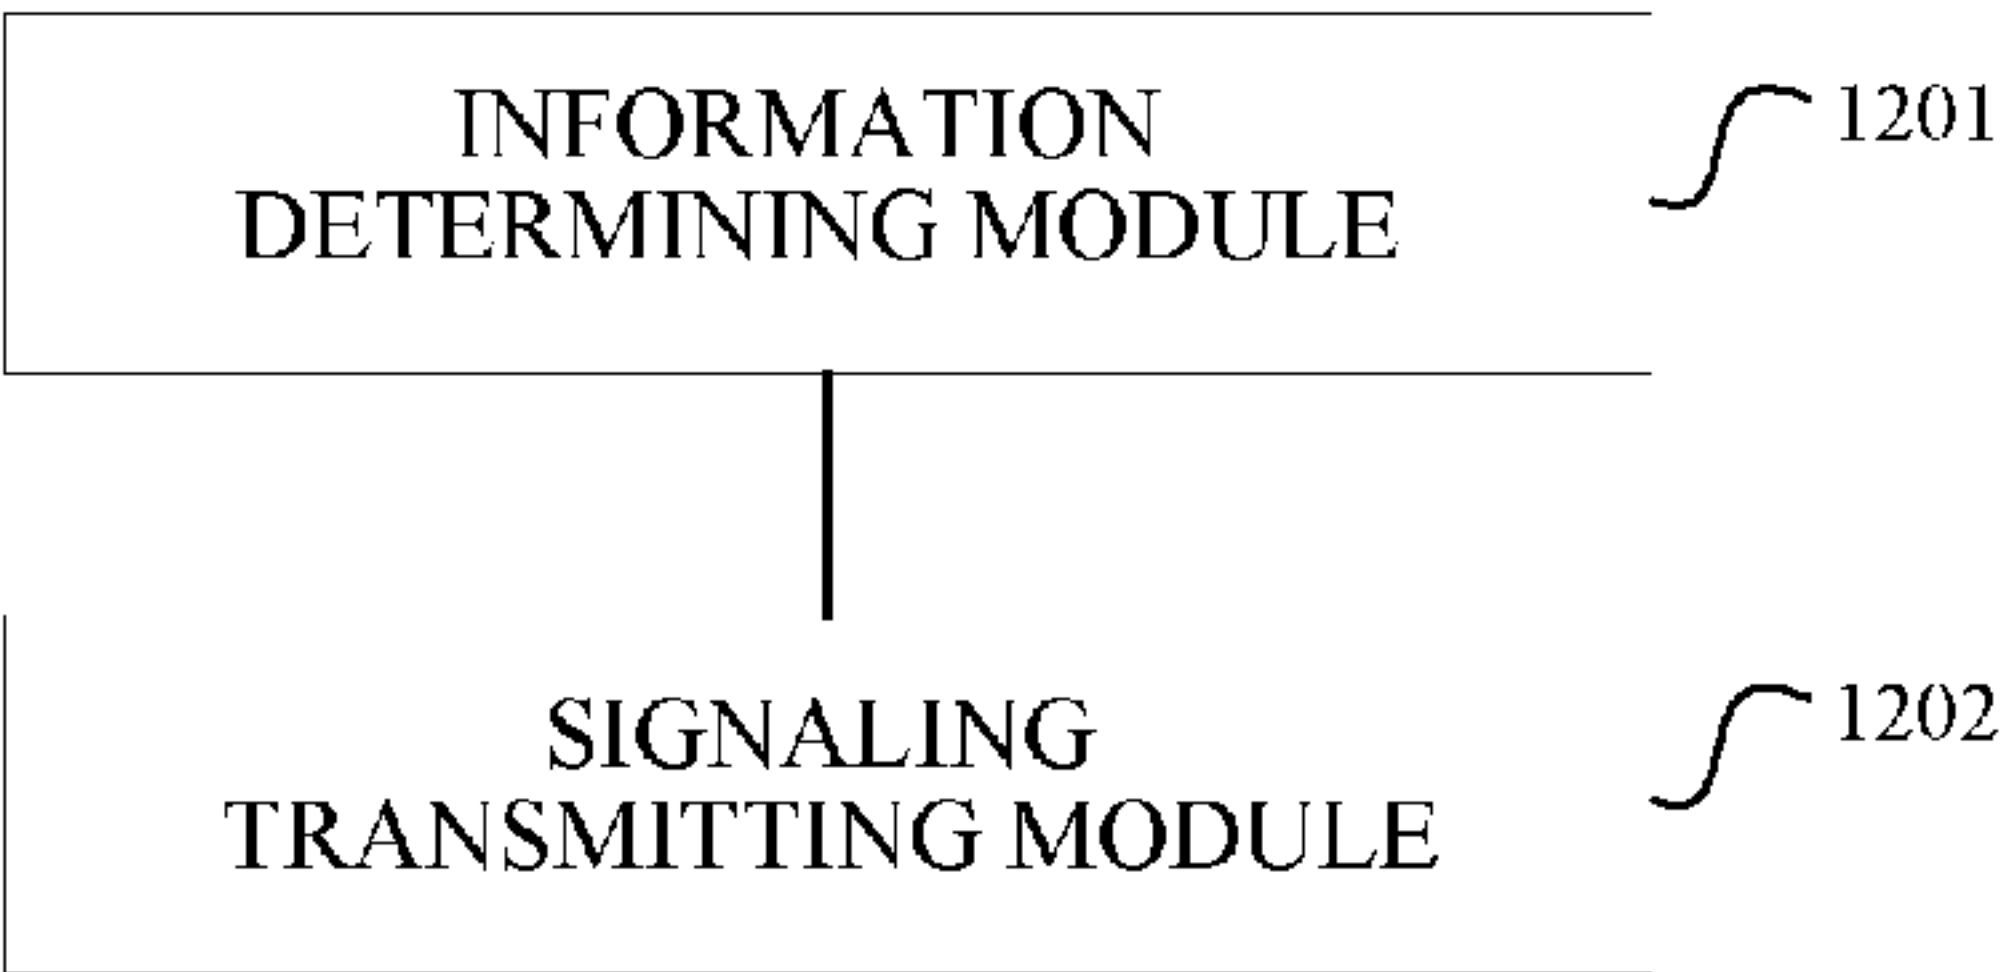 INFORMATION
DETERMINING MODULE
1201
SIGNALING
TRANSMITTING MODULE
1202